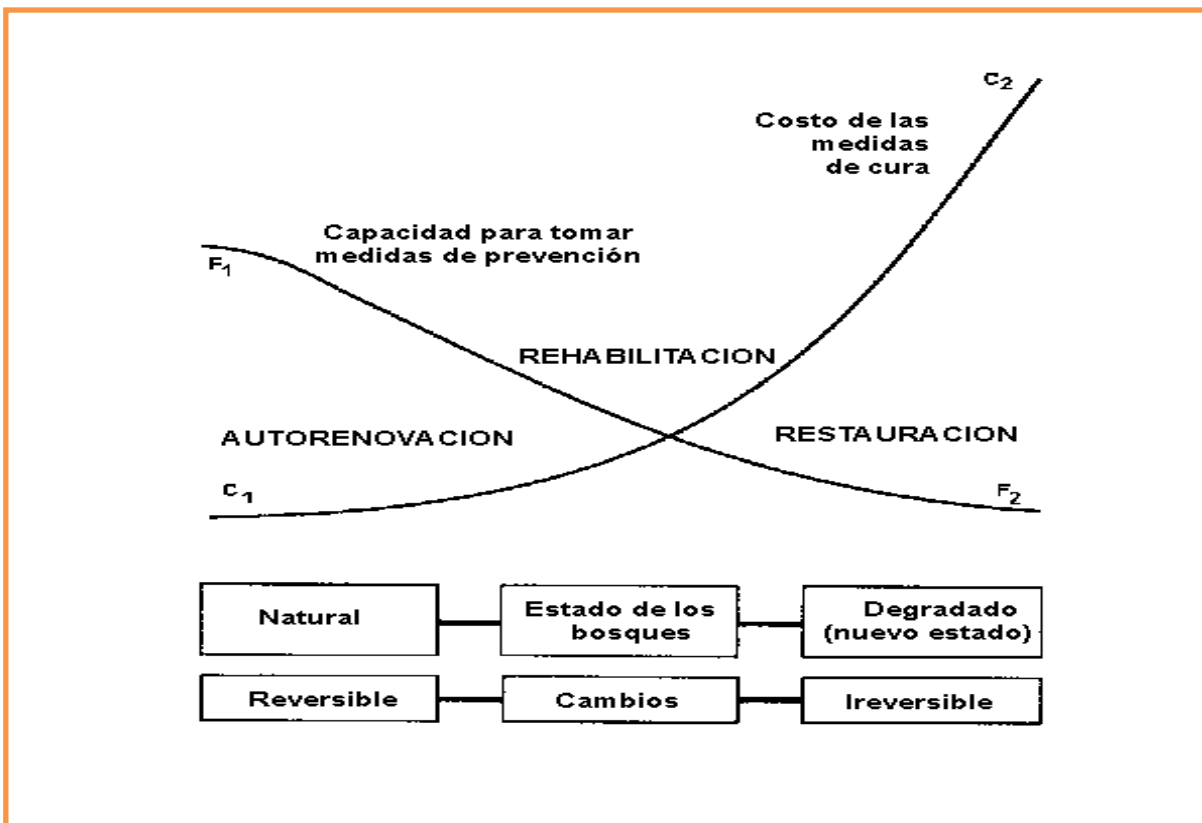 C2
Costo de las
medidas
de cura
Capacidad para tomar
medidas de prevención
F1
REHABILITACION
AUTORENOVACION
RESTAURACION
C1
F2
Natural
Estado de los
bosques
Degradado
(nuevo estado)
Reversible
Cambios
Ireversible